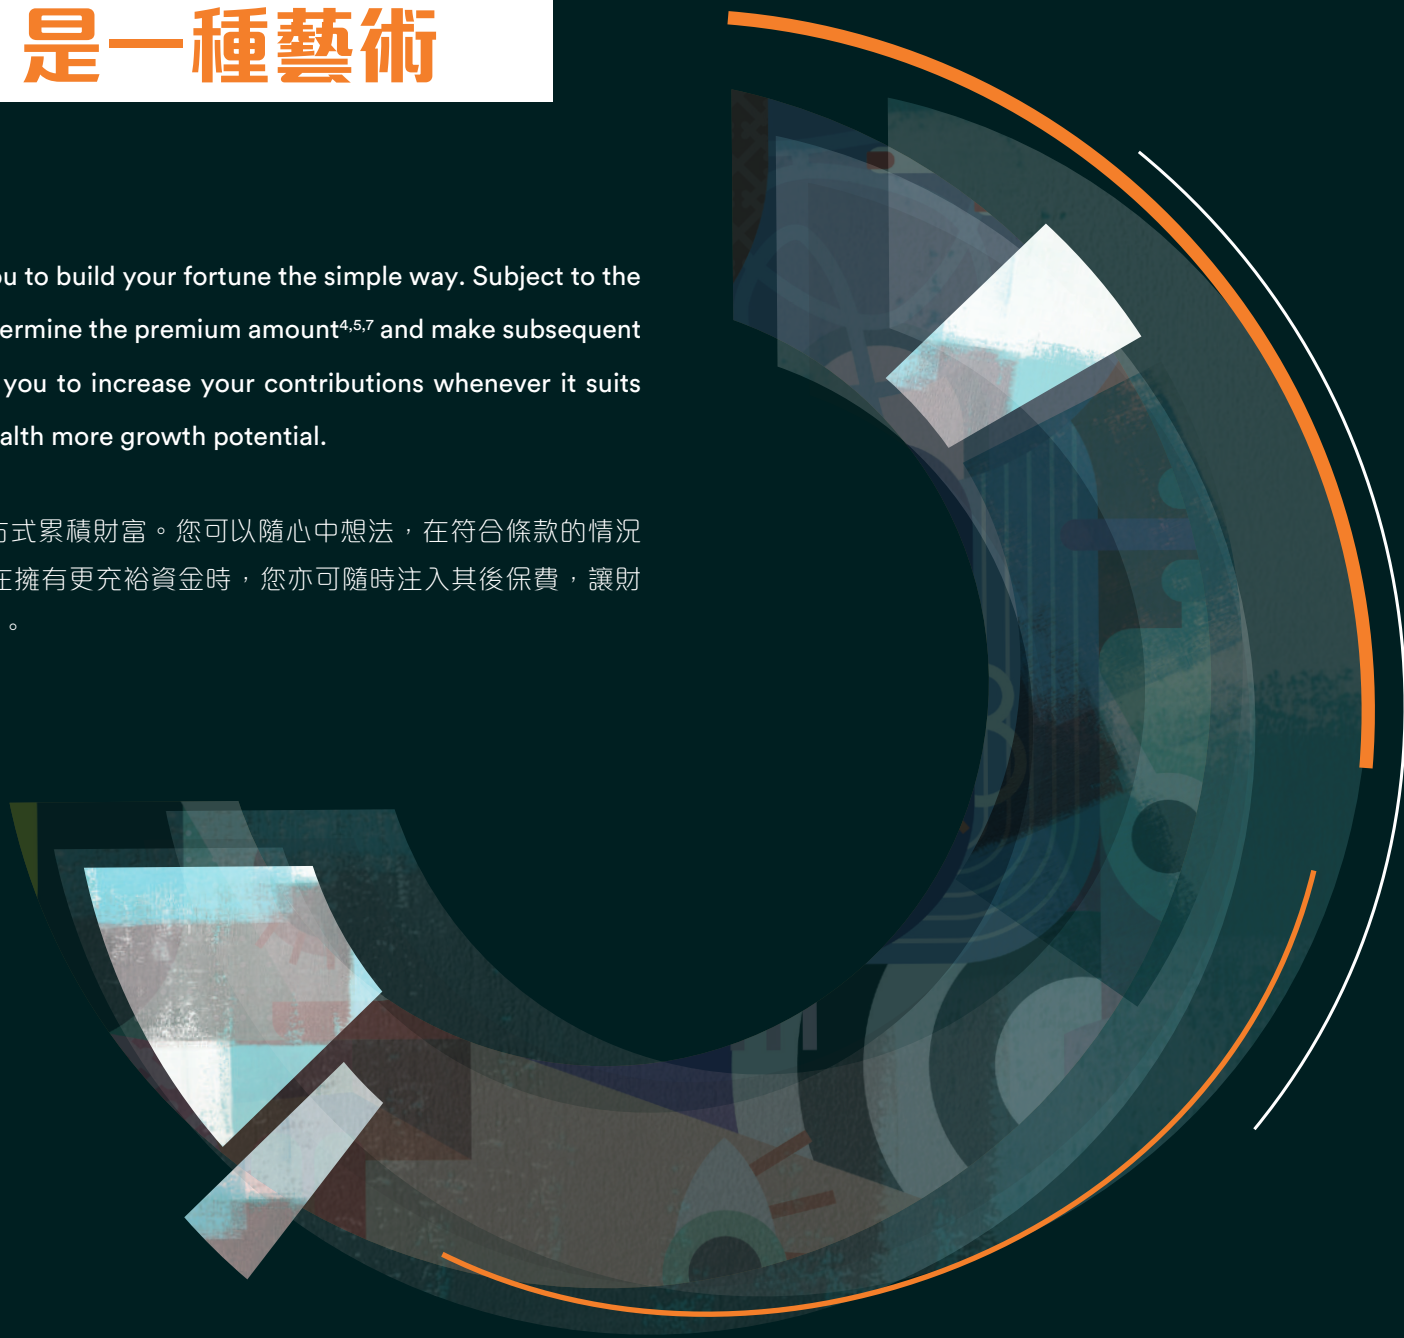 是一種藝術
ou to build your fortune the simple way. Subject to the
ermine the premium amount4,5,7 and make subsequent
you to increase your contributions whenever it suits
alth more growth potential.
方式累積財富。您可以隨心中想法，在符合條款的情況
在擁有更充裕資金時，您亦可隨時注入其後保費，讓財
。